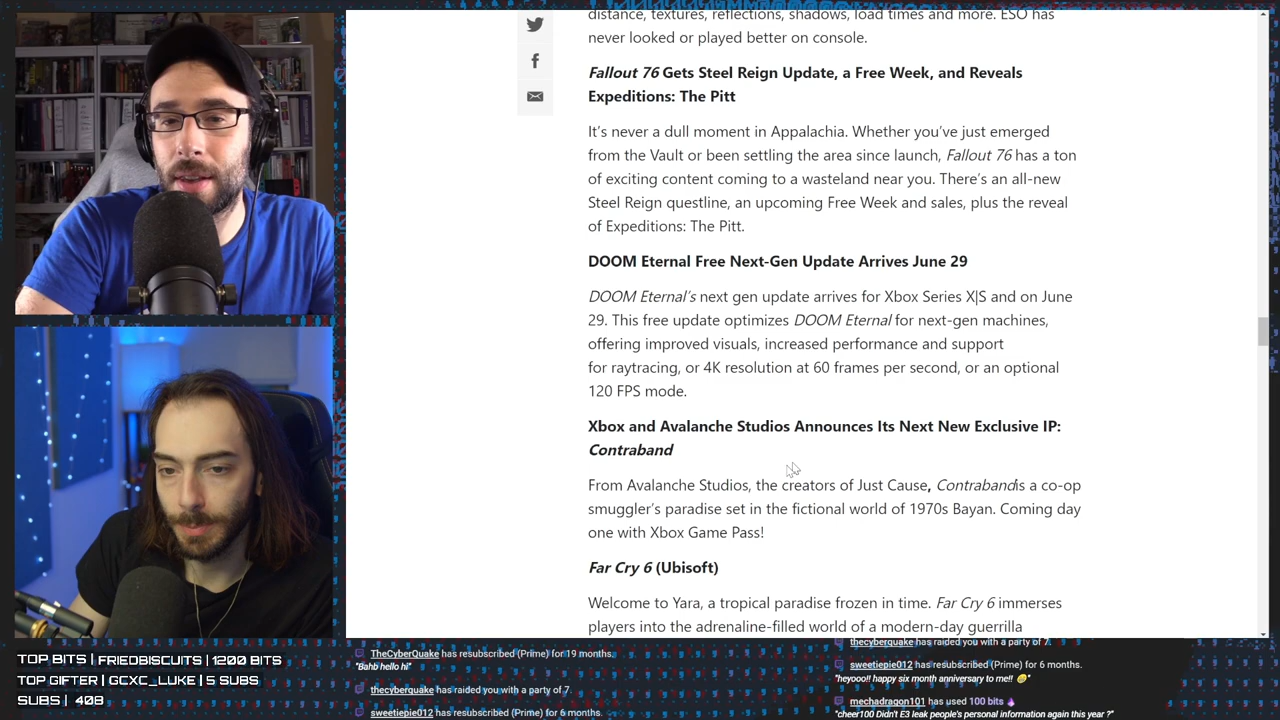 distance, textures, reflections, shadows, load times and more. ESO has
never looked or played better on console.
Fallout 76 Gets Steel Reign Update, a Free Week, and Reveals
Expeditions: The Pitt
It's never a dull moment in Appalachia. Whether you've just emerged
from the Vault or been settling the area since launch, Fallout 76 has a ton
of exciting content coming to a wasteland near you. There's an all-new
Steel Reign questline, an upcoming Free Week and sales, plus the reveal
of Expeditions: The Pitt.
DOOM Eternal Free Next-Gen Update Arrives June 29
DOOM Eternal's next gen update arrives for Xbox Series X|S and on June
29. This free update optimizes DOOM Eternal for next-gen machines,
offering improved visuals, increased performance and support
for raytracing, or 4K resolution at 60 frames per second, or an optional
120 FPS mode.
Xbox and Avalanche Studios Announces Its Next New Exclusive IP:
Contraband
From Avalanche Studios, the creators of Just Cause, Contrabandis a co-op
smuggler's paradise set in the fictional world of 1970s Bayan. Coming day
one with Xbox Game Pass!
Far Cry 6 (Ubisoft)
Welcome to Yara, a tropical paradise frozen in time. Far Cry 6 immerses
players into the adrenaline-filled world of a modern-day guerrilla
TOP BITS | FRIEDBISCUITS | 1200 BITS
TOP GIFTER | GCXC_LUKE | 5 SUBS
SUBS | 408
TheCyberQuake has resubscribed (Prime) for 19 months.
"Bahb hello hi"
thecyberquake has raided you with a party of 7.
sweetiepie012 has resubscribed (Prime) for 6 months.
thecyberquake has raided you with a party of 7.
sweetiepie012 has resubscribed (Prime) for 6 months.
"heyooo!! happy six month anniversary to me!! 🤪"
mechadragon101 has used 100 bits
"cheer100 Didn't E3 leak people's personal information again this year ?"